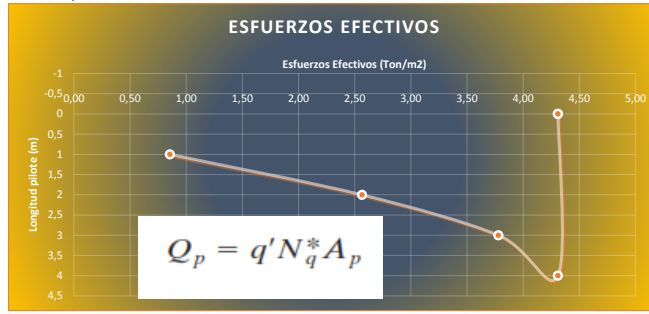 ESFUERZOS EFECTIVOS
Esfuerzos Efectivos (Ton/m2)
-1
-0,5
0,00 0,50 1,00 1,50 2,00 2,50 3,00 3,50 4,00 4,50 5,00
0
0,5
1
1,5
2
2,5
3
3,5
4
4,5
Longitud pilote (m)
Q_p = q'N_q^*A_p